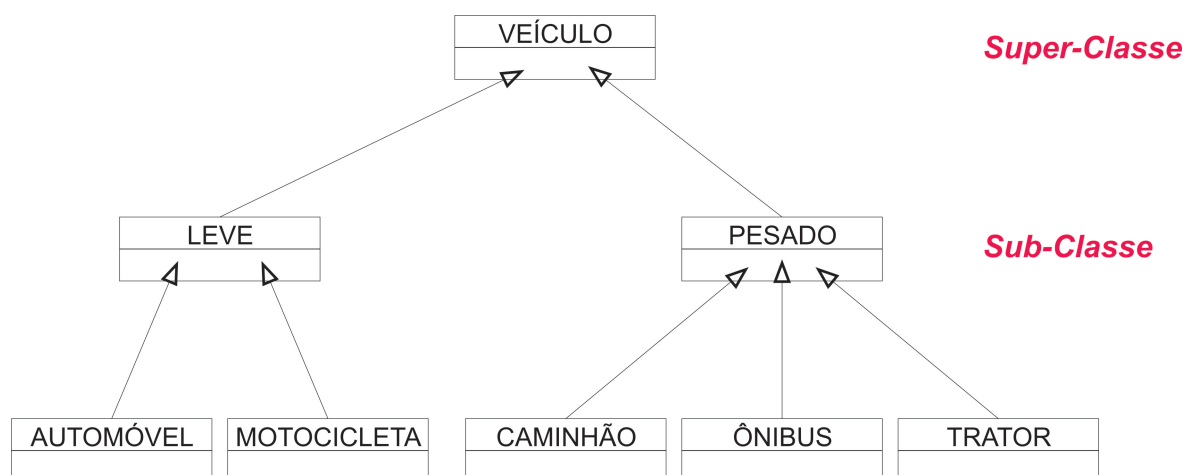 VEÍCULO
Super-Classe
LEVE
PESADO
Sub-Classe
AUTOMÓVEL
MOTOCICLETA
CAMINHÃO
ÔNIBUS
TRATOR